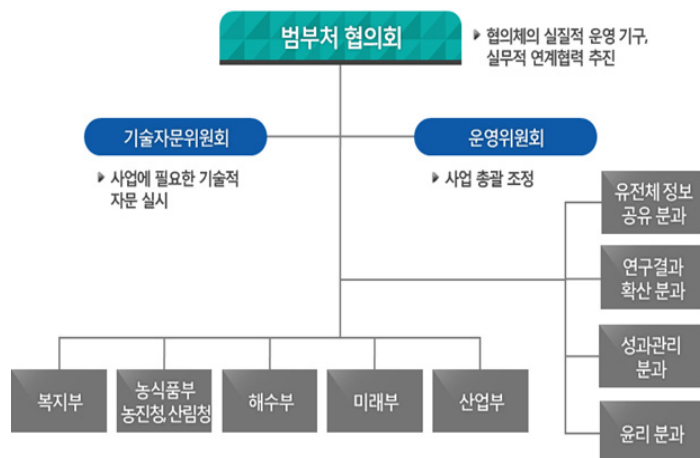 범부처 협의회
▶ 협의체의 실질적 운영 기구,
실무적 연계협력 추진
기술자문위원회
▶ 사업에 필요한 기술적
자문 실시
운영위원회
▶ 사업 총괄 조정
유전체 정보
공유 분과
연구결과
확산 분과
성과관리
분과
윤리 분과
복지부
농식품부
농진청,산림청
해수부
미래부
산업부